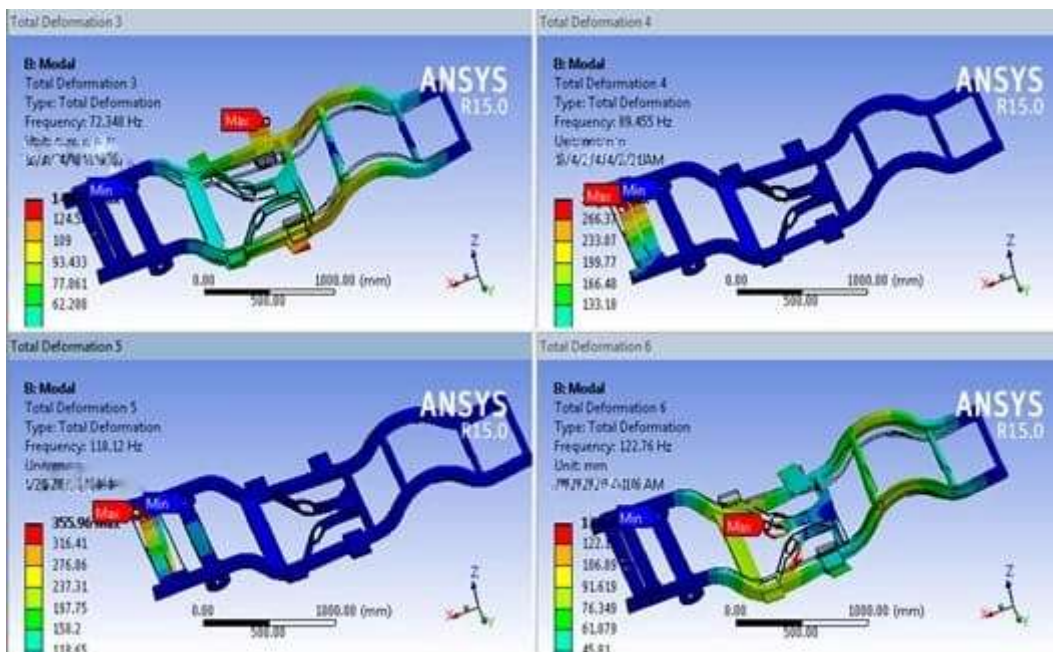 Total Deformation 3
B: Modal
Total Deformation 3
Type: Total Deformation
Frequency: 72.348 Hz
ANSYS
R15.0
Max
Min
124.5
109
93.433
77.861
62.288
0.00
1000.00 (mm)
500.00
Z
X
Y
Total Deformation 4
B: Modal
Total Deformation 4
Type: Total Deformation
Frequency: 89.455 Hz
ANSYS
R15.0
Max
Min
266.37
233.07
199.77
166.48
133.18
0.00
1000.00 (mm)
500.00
Z
X
Y
Total Deformation 5
B: Modal
Total Deformation 5
Type: Total Deformation
Frequency: 118.12 Hz
ANSYS
R15.0
Max
Min
316.41
276.86
237.31
197.75
158.2
118.65
0.00
1000.00 (mm)
500.00
Z
X
Y
Total Deformation 6
B: Modal
Total Deformation 6
Type: Total Deformation
Frequency: 122.76 Hz
Unit: mm
ANSYS
R15.0
Max
Min
91.619
76.349
61.079
45.81
0.00
1000.00 (mm)
500.00
Z
X
Y